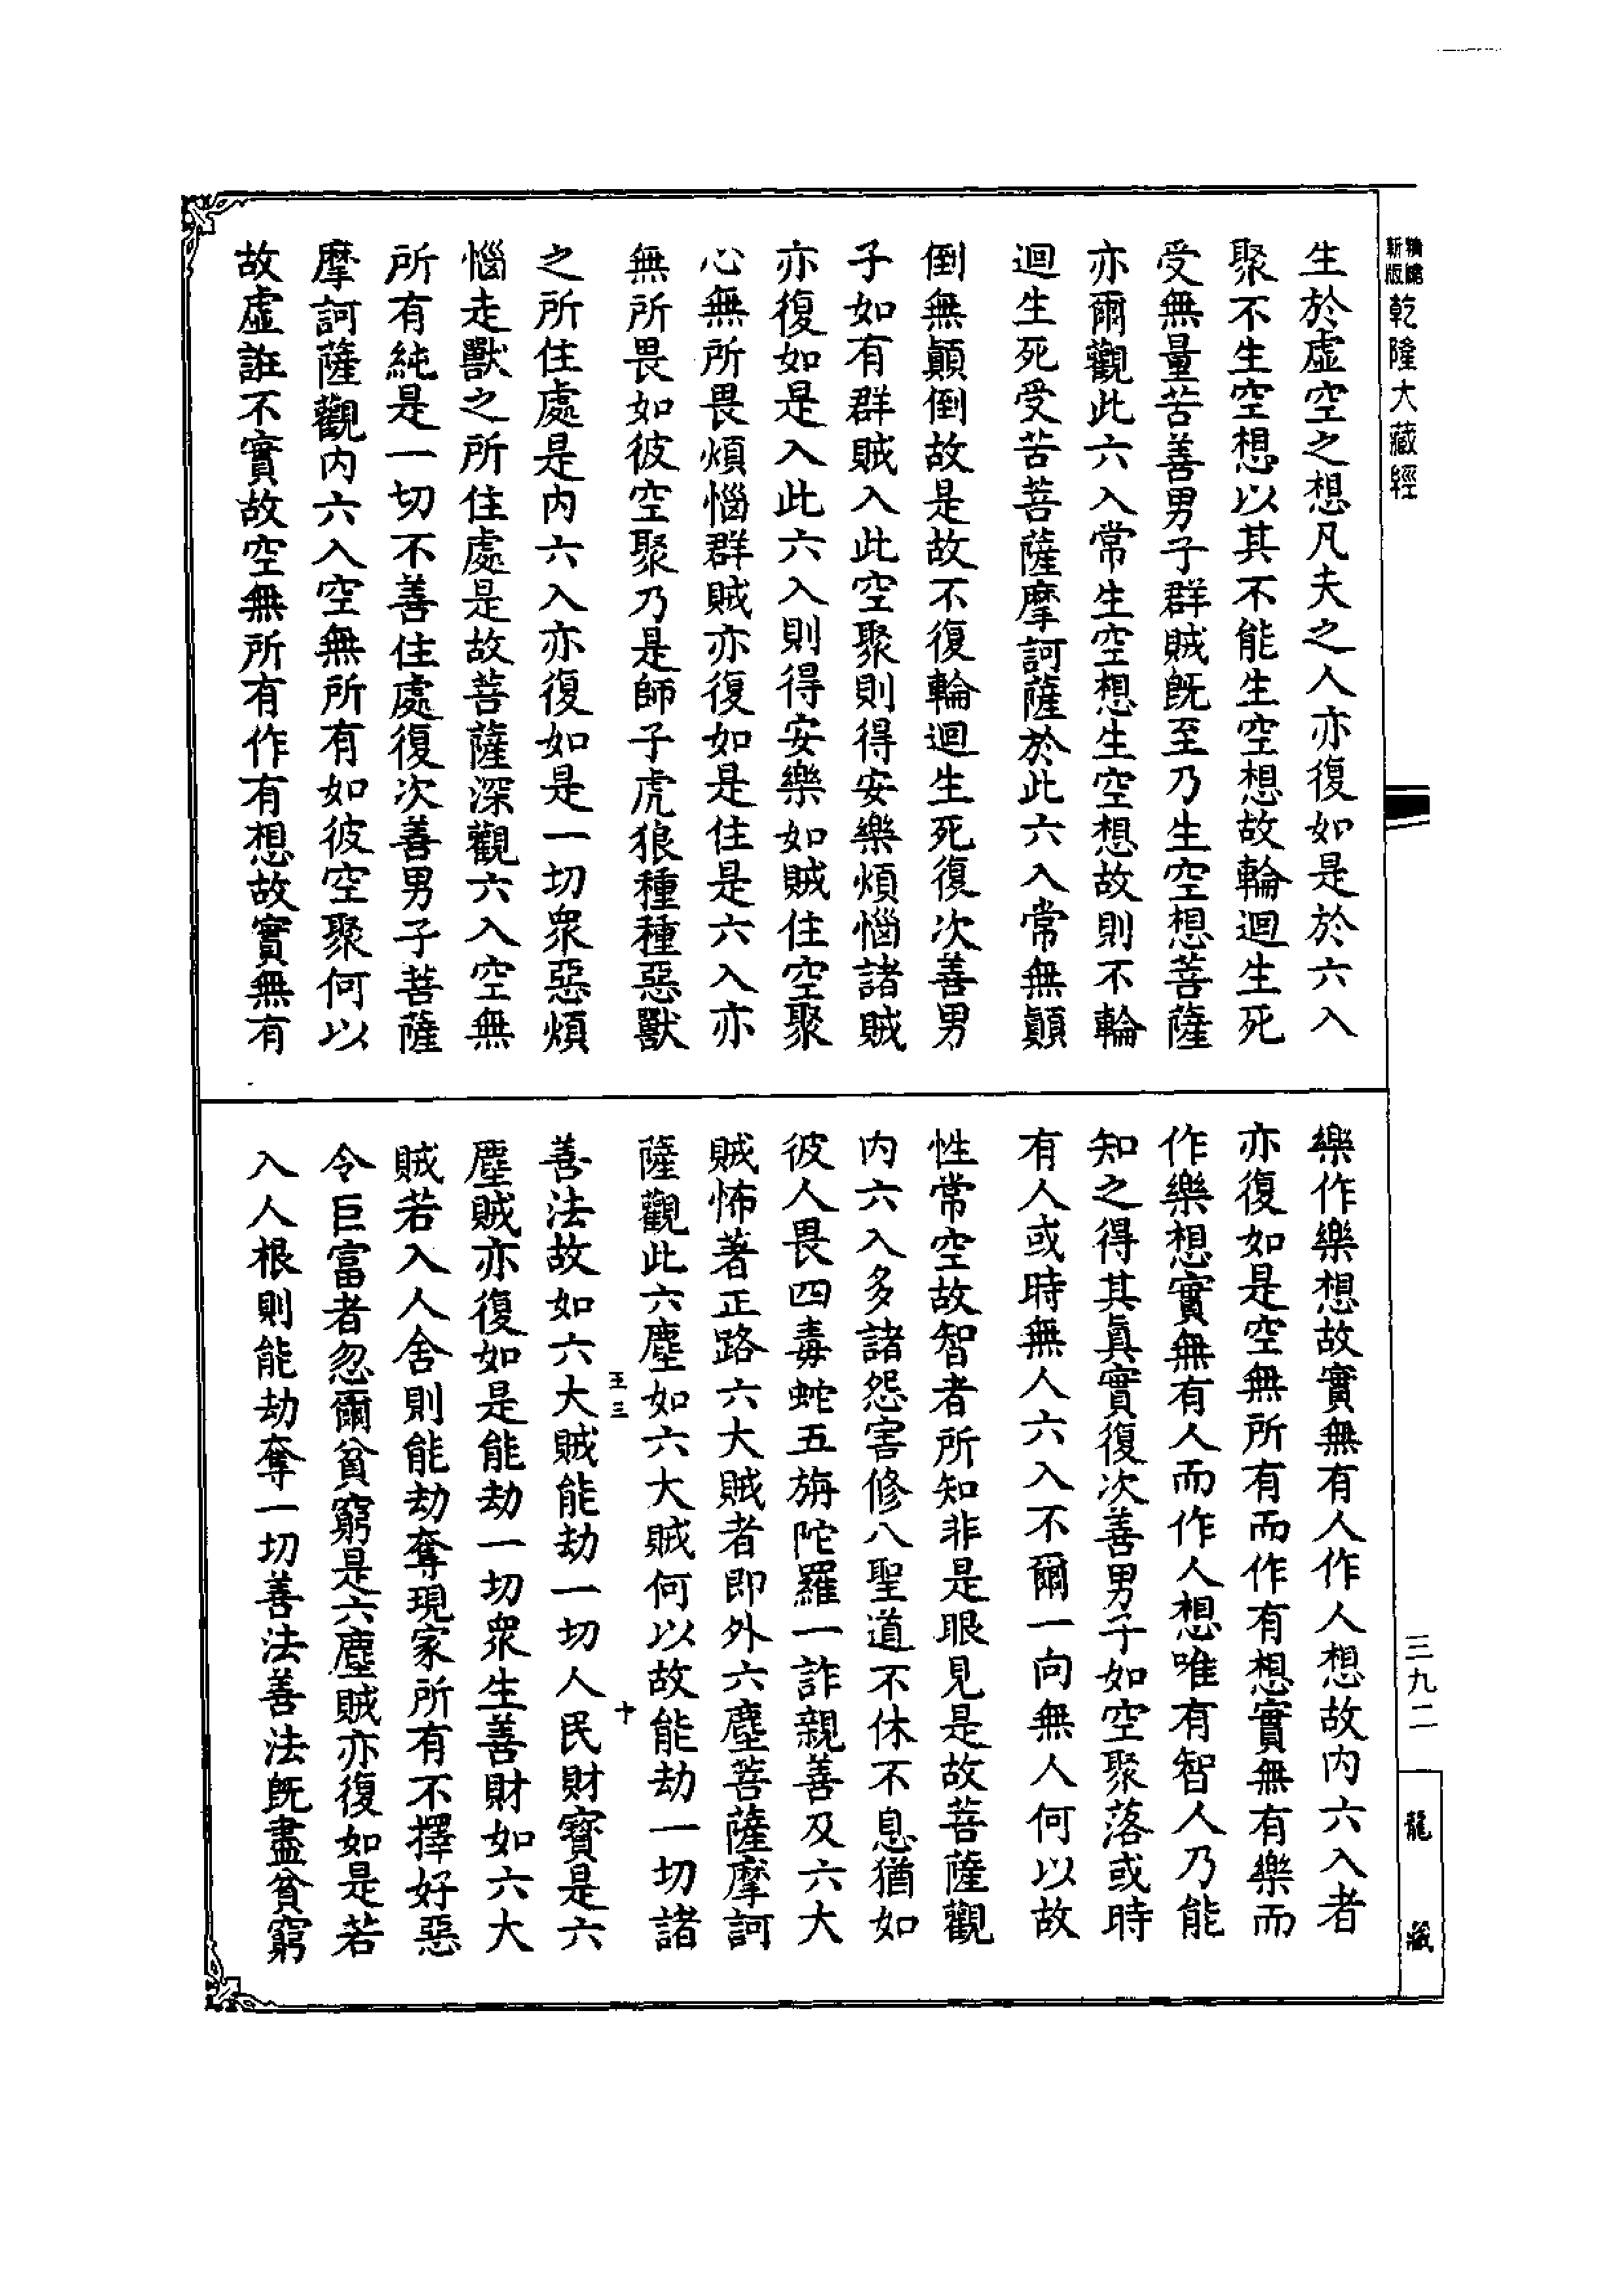 精編
新版
乾隆大藏經
生於虛空之想凡夫之人亦復如是於六入
聚不生空想以其不能生空想故輪迴生死
受無量苦善男子群賊既至乃生空想菩薩
亦爾觀此六入常生空想生空想故則不輪
迴生死受苦菩薩摩訶薩於此六入常無顚
倒無顚倒故是故不復輪迴生死復次善男
子如有群賊入此空聚則得安樂煩惱諸賊
亦復如是入此六入則得安樂如賊住空聚
心無所畏煩惱群賊亦復如是住是六入亦
無所畏如彼空聚乃是師子虎狼種種惡獸
之所住處是内六入亦復如是一切衆惡煩
惱走獸之所住處是故菩薩深觀六入空無
所有純是一切不善住處復次善男子菩薩
摩訶薩觀内六入空無所有如彼空聚何以
故虛誑不實故空無所有作有想故實無有
樂作樂想故實無有人作人想故内六入者
亦復如是空無所有而作有想實無有樂而
作樂想實無有人而作人想唯有智人乃能
知之得其眞實復次善男子如空聚落或時
有人或時無人六入不爾一向無人何以故
性常空故智者所知非是眼見是故菩薩觀
内六入多諸怨害修八聖道不休不息猶如
彼人畏四毒蛇五旃陀羅一詐親善及六大
賊怖著正路六大賊者即外六塵菩薩摩訶
薩觀此六塵如六大賊何以故能劫一切諸
王三
十
善法故如六大賊能劫一切人民財寶是六
塵賊亦復如是能劫一切衆生善財如六大
賊若入人舍則能劫奪現家所有不擇好惡
令巨富者忽爾貧窮是六塵賊亦復如是若
入人根則能劫奪一切善法善法既盡貧窮
三九二
龍藏